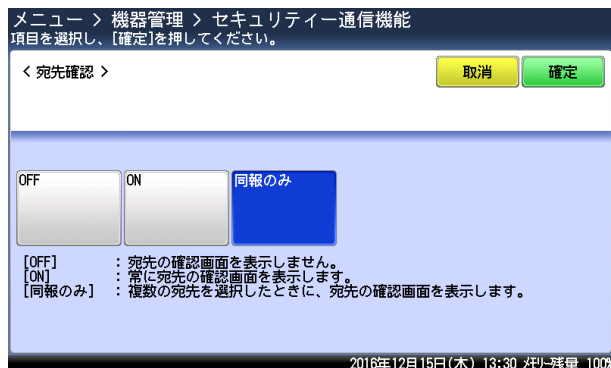 メニュー > 機器管理 > セキュリティー通信機能
項目を選択し、[確定]を押してください。
< 宛先確認 >
取消
確定
OFF
ON
同報のみ
[OFF] : 宛先の確認画面を表示しません。
[ON] : 常に宛先の確認画面を表示します。
[同報のみ] : 複数の宛先を選択したときに、宛先の確認画面を表示します。
2016年12月15日(木) 13:30 メモリー残量 100%